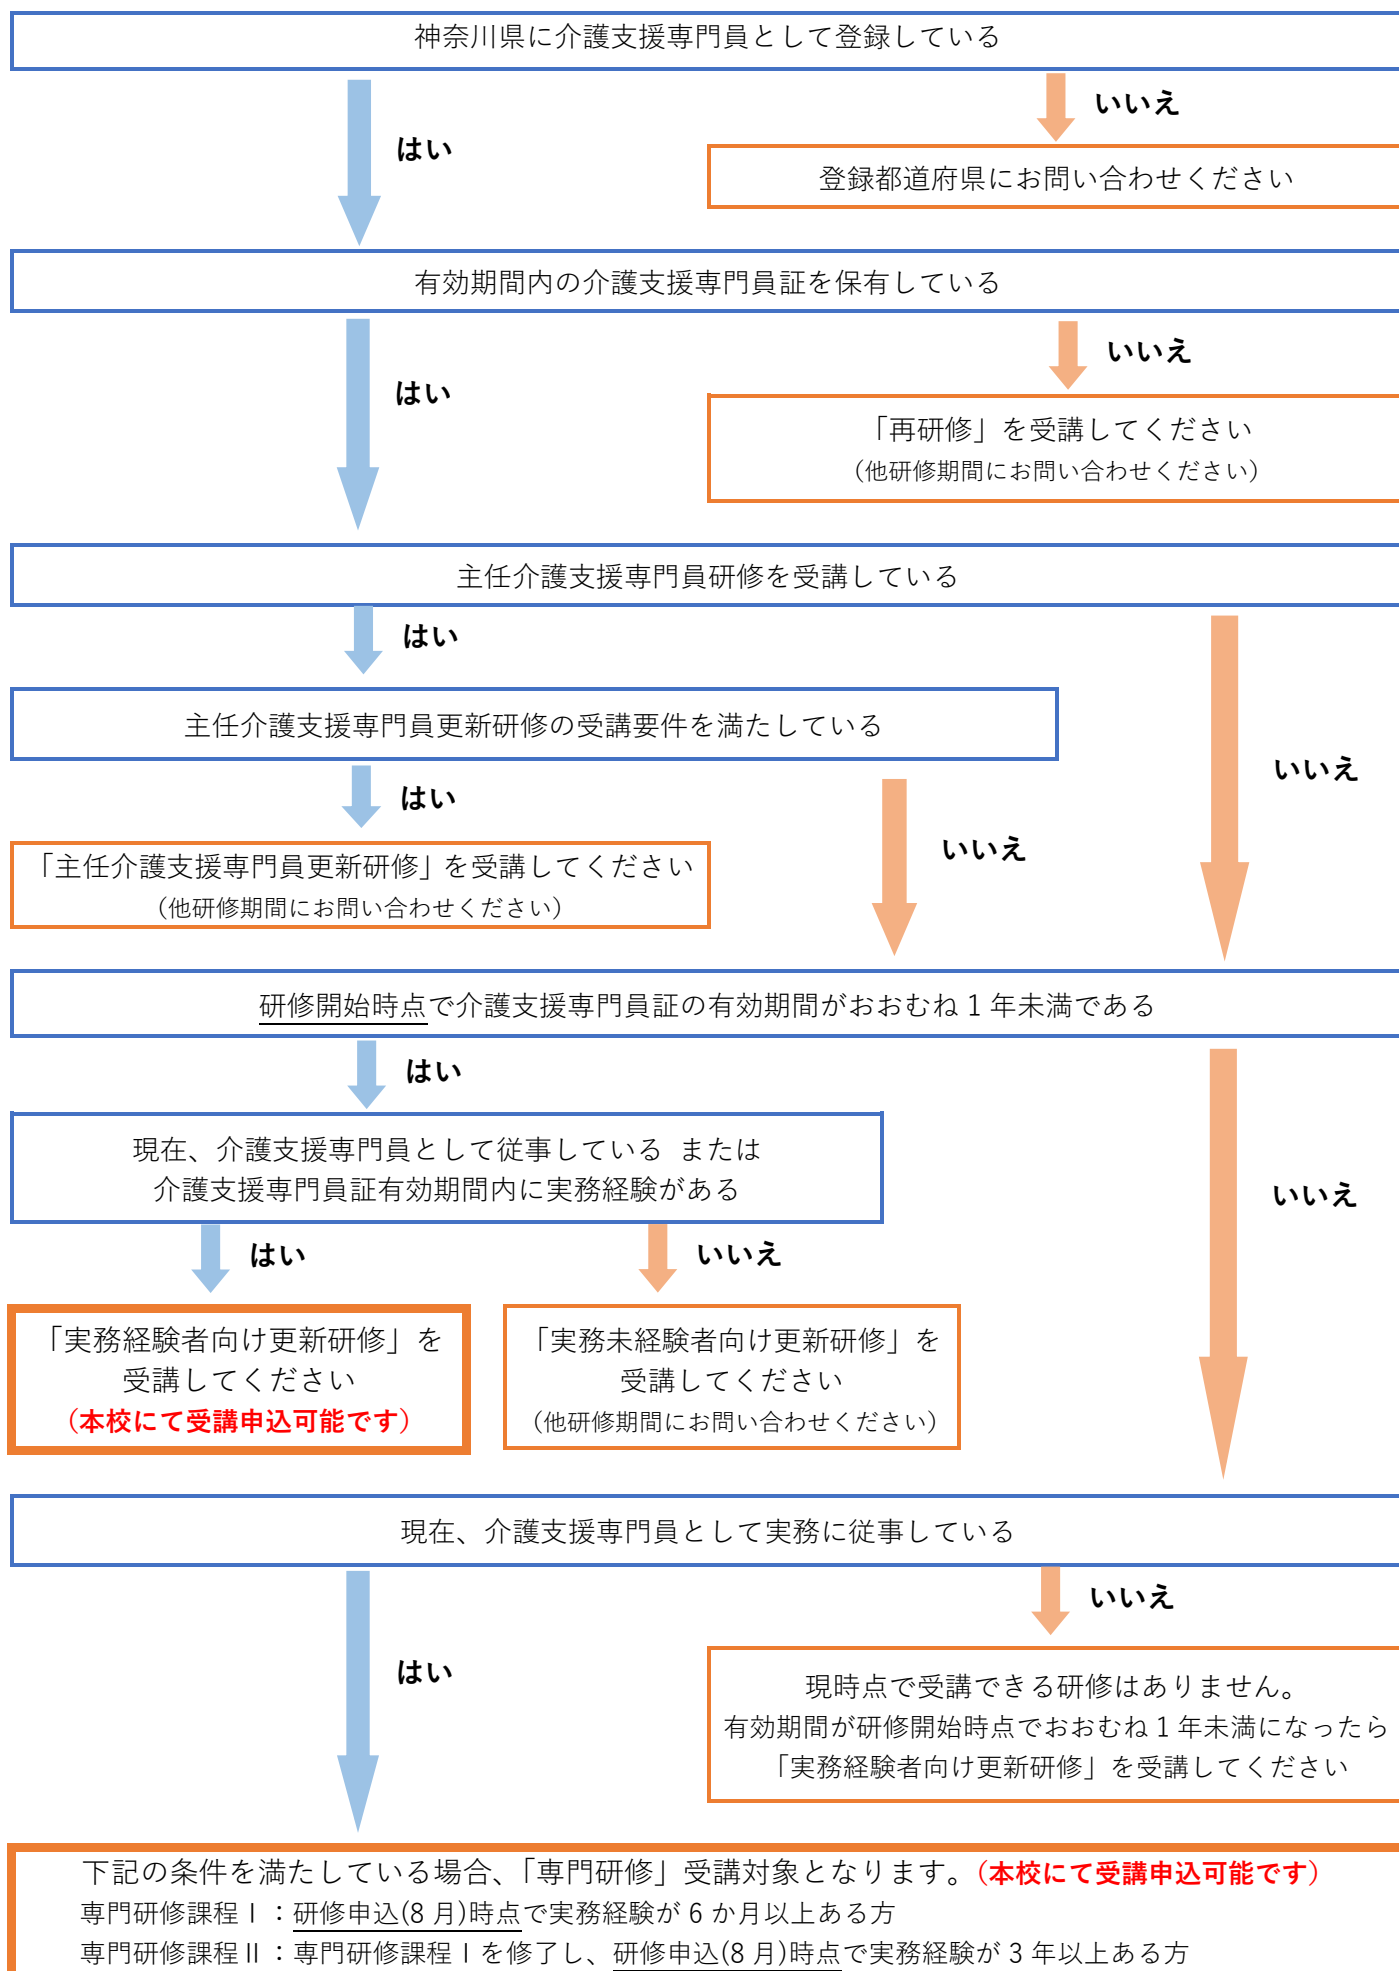 神奈川県に介護支援専門員として登録している
いいえ
はい
登録都道府県にお問い合わせください
有効期間内の介護支援専門員証を保有している
いいえ
はい
「再研修」を受講してください
（他研修期間にお問い合わせください）
主任介護支援専門員研修を受講している
はい
主任介護支援専門員更新研修の受講要件を満たしている
いいえ
はい
いいえ
「主任介護支援専門員更新研修」を受講してください
（他研修期間にお問い合わせください）
研修開始時点で介護支援専門員証の有効期間がおおむね1年未満である
はい
現在、介護支援専門員として従事している または
介護支援専門員証有効期間内に実務経験がある
いいえ
はい
いいえ
「実務経験者向け更新研修」を
受講してください
（本校にて受講申込可能です）
「実務未経験者向け更新研修」を
受講してください
（他研修期間にお問い合わせください）
現在、介護支援専門員として実務に従事している
いいえ
はい
現時点で受講できる研修はありません。
有効期間が研修開始時点でおおむね1年未満になったら
「実務経験者向け更新研修」を受講してください
下記の条件を満たしている場合、「専門研修」受講対象となります。（本校にて受講申込可能です）
専門研修課程Ⅰ：研修申込(8月)時点で実務経験が6か月以上ある方
専門研修課程Ⅱ：専門研修課程Ⅰを修了し、研修申込(8月)時点で実務経験が3年以上ある方